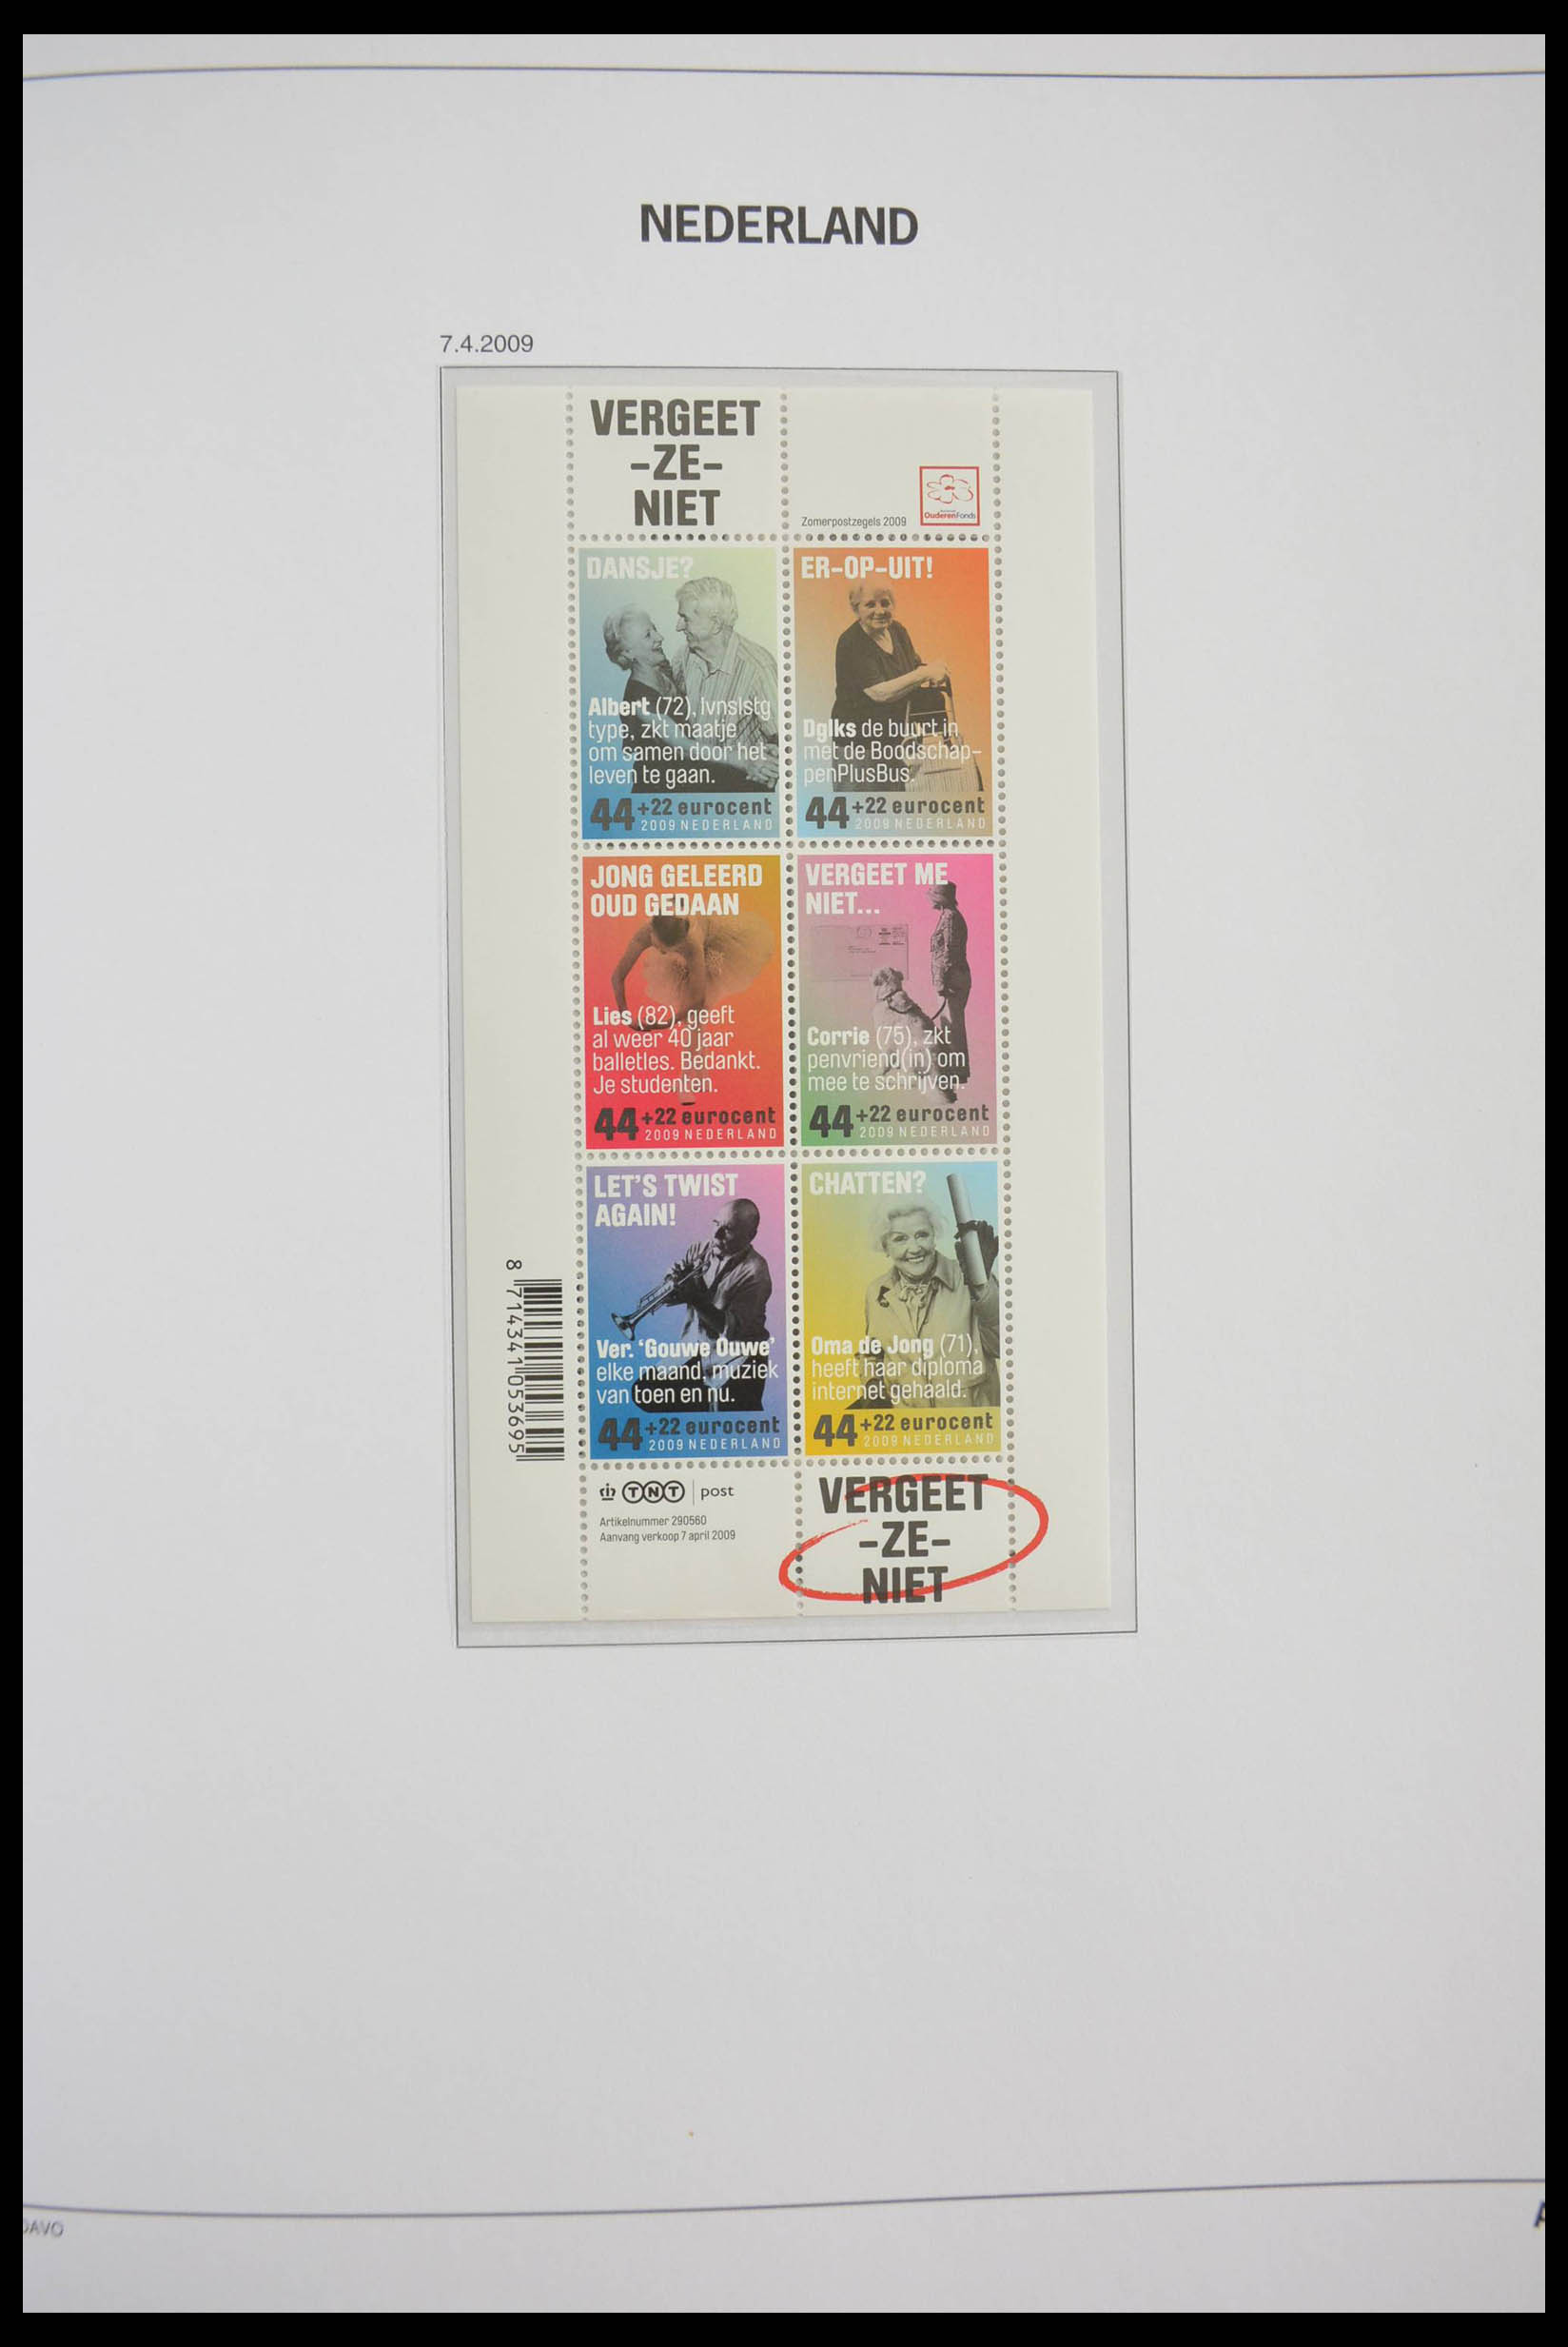 NEDERLAND
7.4.2009
VERGEET
-ZE-
NIET
Zomerpostzegels 2009
OuderenFonds
DANSJE?
Albert (72), lvnslstg
type, zkt maatje
om samen door het
leven te gaan.
44 +22 eurocent
2009 NEDERLAND
ER-OP-UIT!
Dglks de buurt in
met de Boodschap-
penPlusBus.
44 +22 eurocent
2009 NEDERLAND
JONG GELEERD
OUD GEDAAN
Lies (82), geeft
al weer 40 jaar
balletles. Bedankt.
Je studenten.
44 +22 eurocent
2009 NEDERLAND
VERGEET ME
NIET...
Corrie (75), zkt
penvriend(in) om
mee te schrijven.
44 +22 eurocent
2009 NEDERLAND
LET'S TWIST
AGAIN!
Ver. ‘Gouwe Ouwe’
elke maand, muziek
van toen en nu.
44 +22 eurocent
2009 NEDERLAND
CHATTEN?
Oma de Jong (71),
heeft haar diploma
internet gehaald.
44 +22 eurocent
2009 NEDERLAND
8 714341 053695
TNT post
Artikelnummer 290560
Aanvang verkoop 7 april 2009
VERGEET
-ZE-
NIET